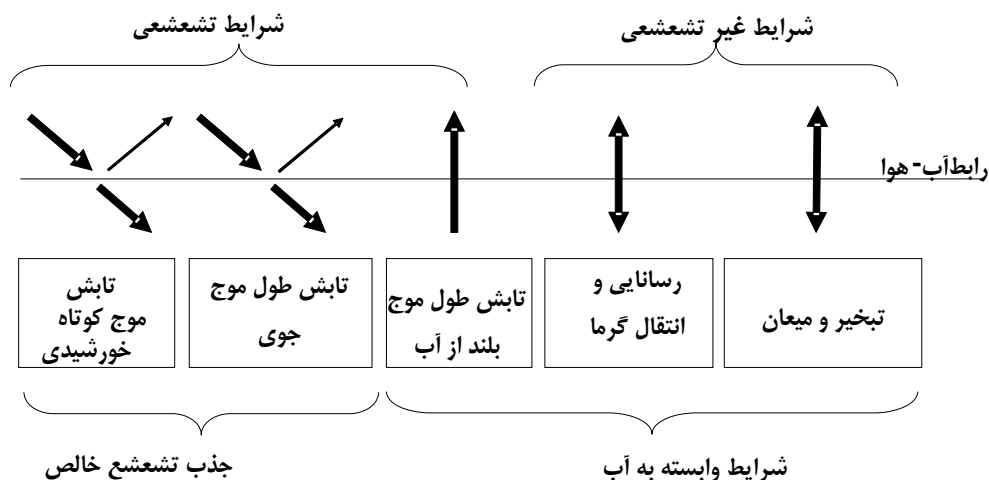 شرایط تشعشعی
شرایط غیر تشعشعی
رابطآب- هوا
تابش
موج کوتاه
خورشیدی
تابش طول موج
جوی
تابش طول موج
بلند از آب
رسانایی و
انتقال گرما
تبخیر و میعان
جذب تشعشع خالص
شرایط وابسته به آب